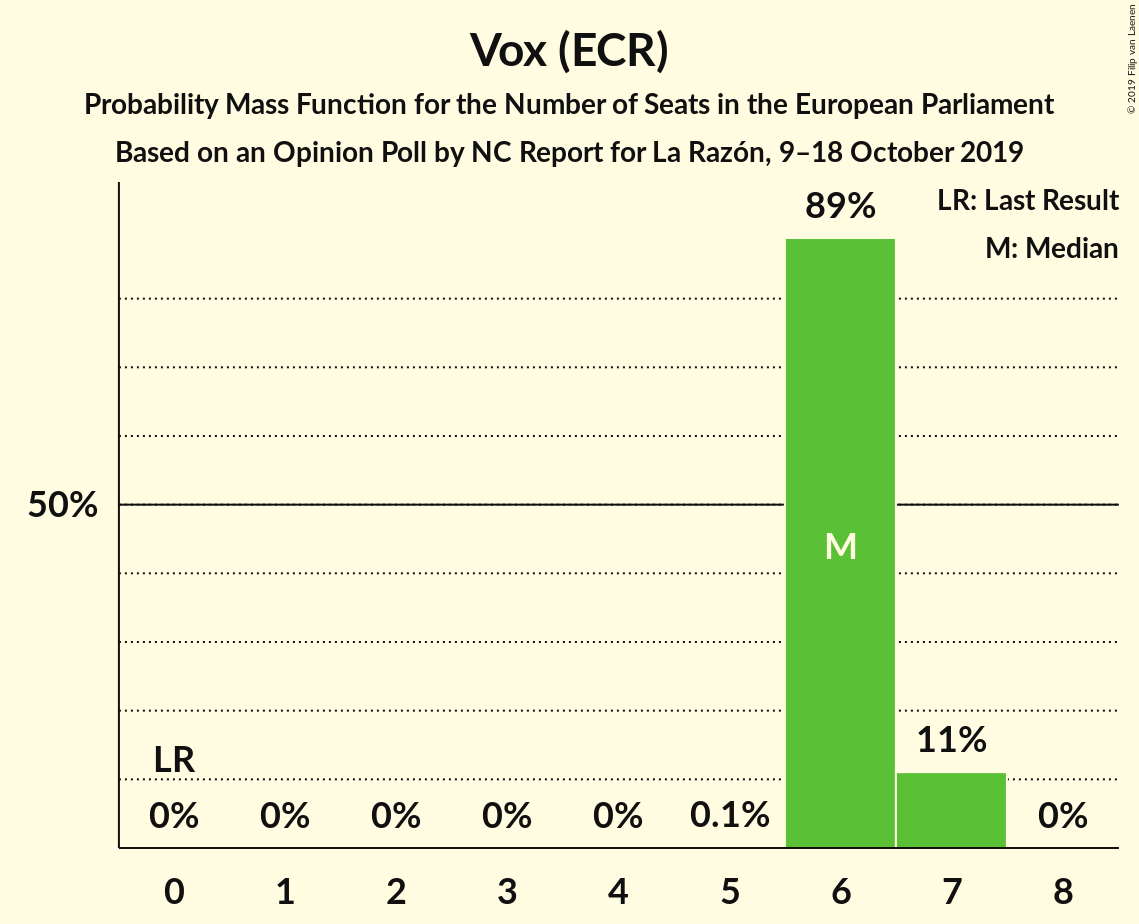 Vox (ECR)
Probability Mass Function for the Number of Seats in the European Parliament
Based on an Opinion Poll by NC Report for La Razón, 9–18 October 2019
© 2019 Filip van Laenen
LR: Last Result
M: Median
89%
50%
M
11%
LR
0% 0% 0% 0% 0% 0.1% 0%
0 1 2 3 4 5 6 7 8